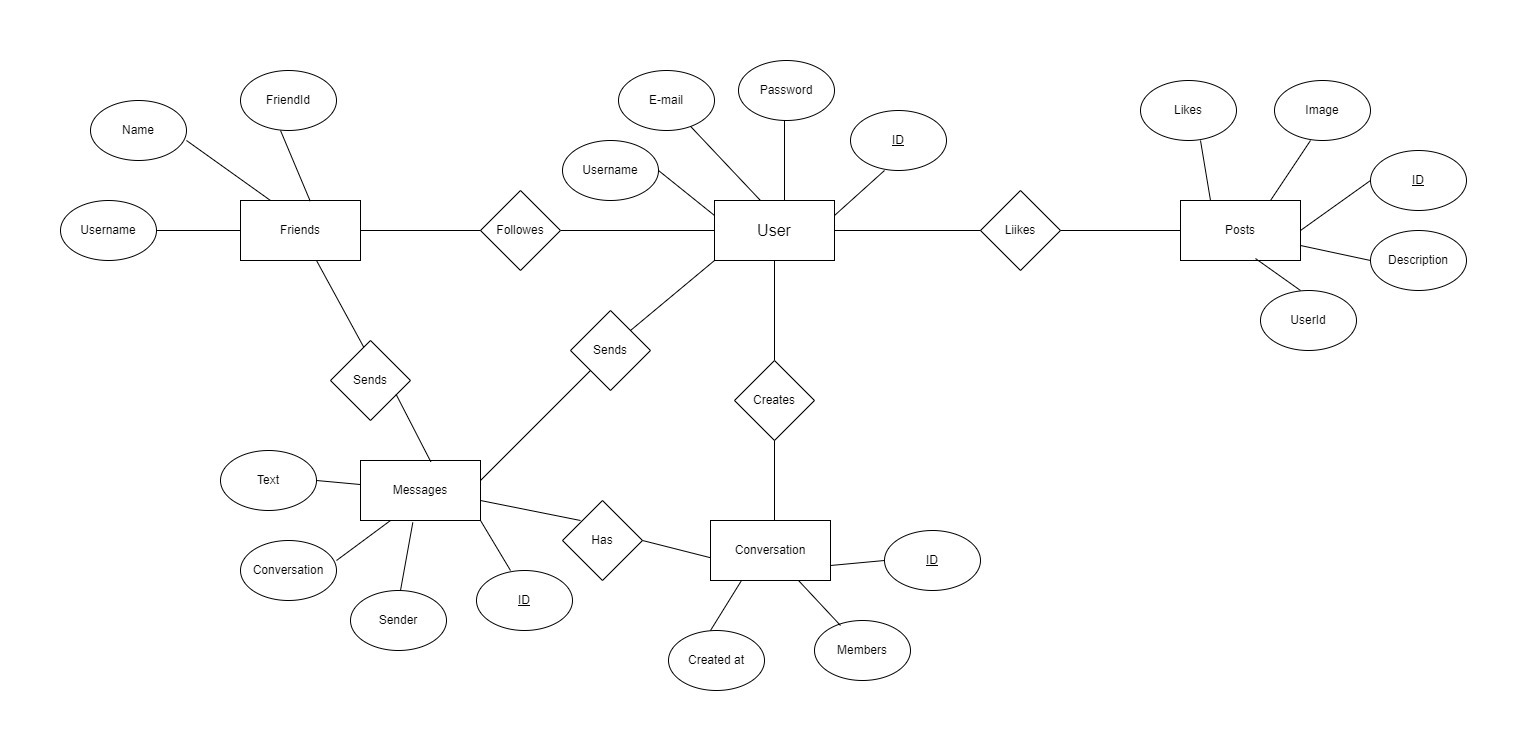 Password
E-mail
FriendId
Likes
Image
Name
ID
Username
ID
Username
Friends
Followes
User
Liikes
Posts
Description
UserId
Sends
Sends
Creates
Text
Messages
Has
Conversation
ID
Conversation
ID
Sender
Members
Created at